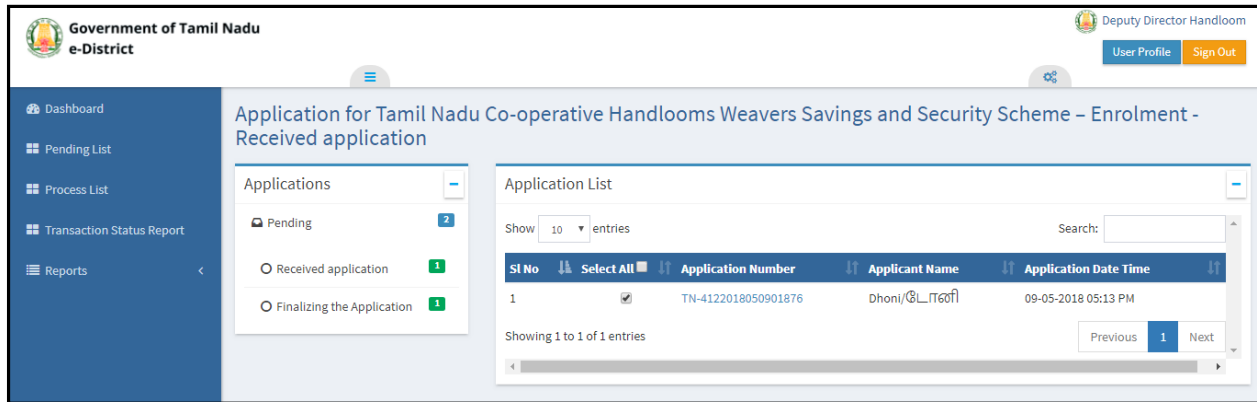 Government of Tamil Nadu
e-District
Deputy Director Handloom
User Profile
Sign Out
Dashboard
Pending List
Process List
Transaction Status Report
Reports
Application for Tamil Nadu Co-operative Handlooms Weavers Savings and Security Scheme – Enrolment -
Received application
Applications
Pending 2
Received application 1
Finalizing the Application 1
Application List
Show 10 entries Search:
Sl No Select All Application Number Applicant Name Application Date Time
1 TN-4122018050901876 Dhoni/டோனி 09-05-2018 05:13 PM
Showing 1 to 1 of 1 entries
Previous 1 Next